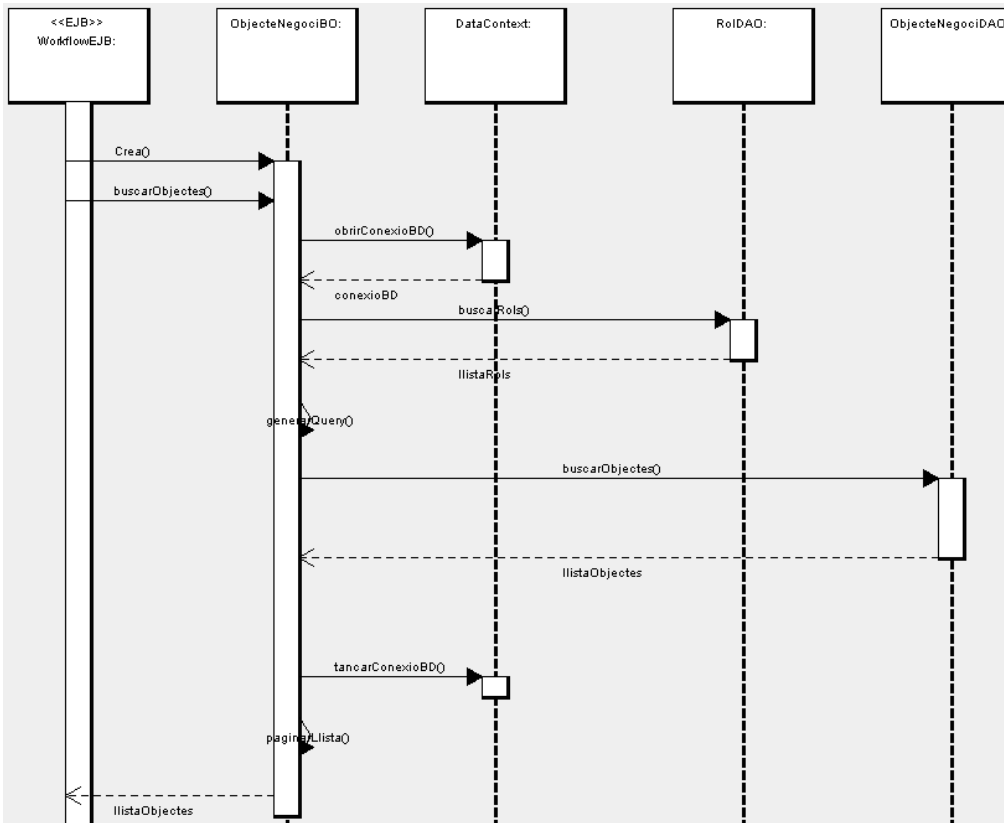 <<EJB>>
WorkflowEJB:
ObjecteNegociBO:
DataContext:
RolDAO:
ObjecteNegociDAO
Crea()
buscarObjectes()
obrirConexioBD()
conexioBD
buscarRols()
llistaRols
generarQuery()
buscarObjectes()
llistaObjectes
tancarConexioBD()
paginarLlista()
llistaObjectes